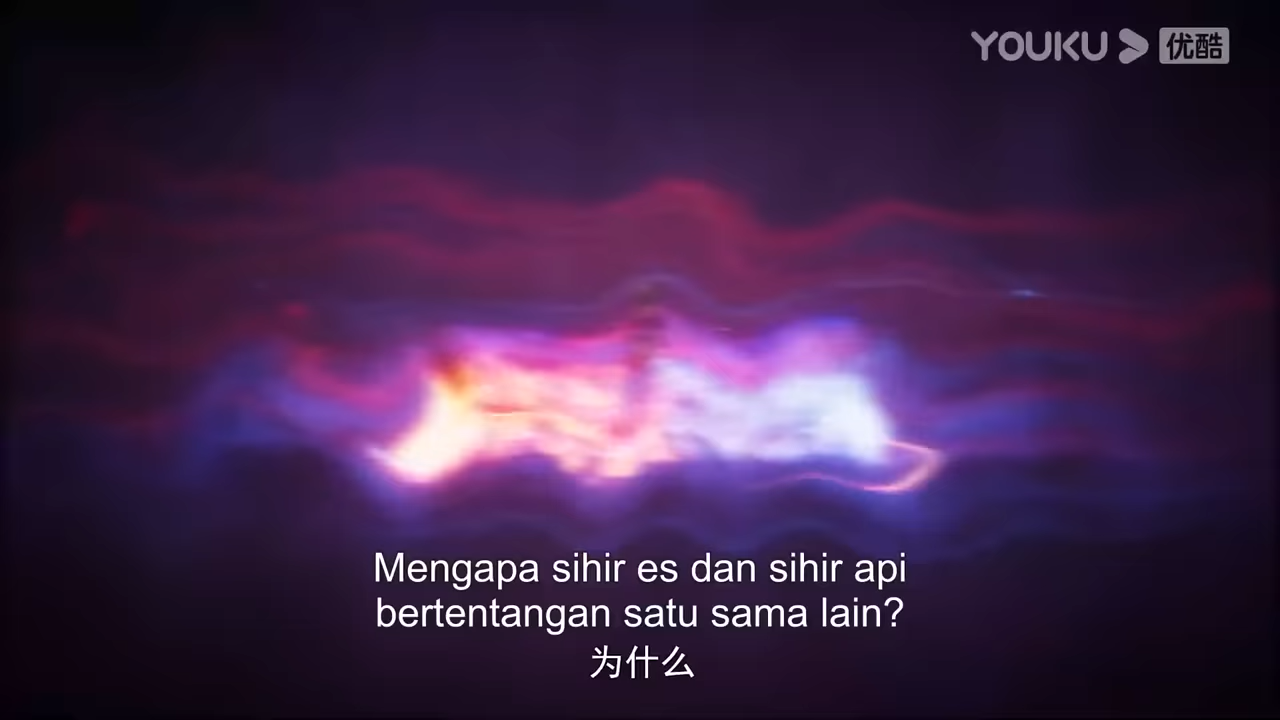 YOUKU 优酷
Mengapa sihir es dan sihir api
bertentangan satu sama lain?
为什么